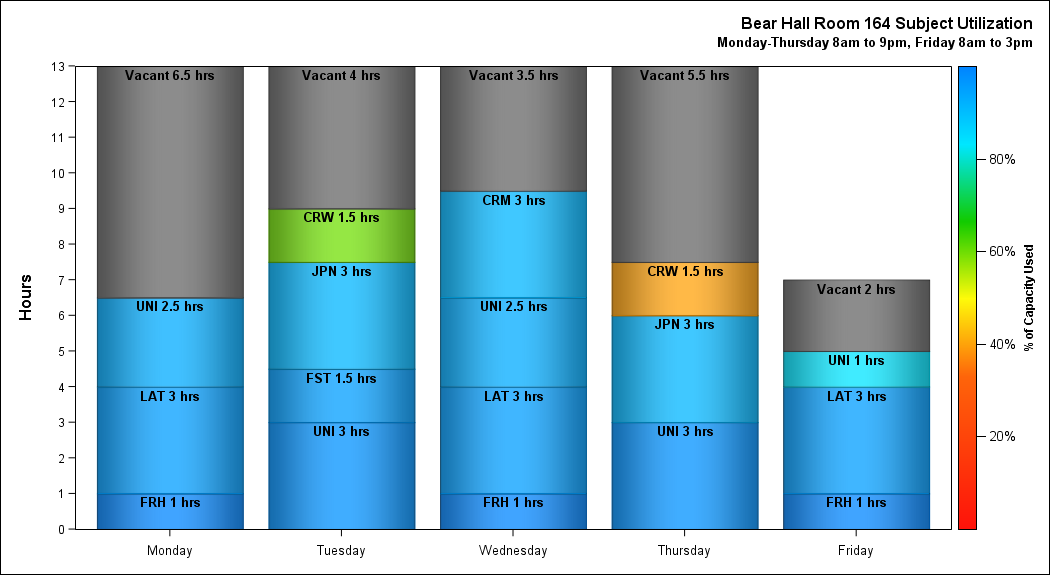 Bear Hall Room 164 Subject Utilization
Monday-Thursday 8am to 9pm, Friday 8am to 3pm
Hours
13
12
11
10
9
8
7
6
5
4
3
2
1
0
Vacant 6.5 hrs
UNI 2.5 hrs
LAT 3 hrs
FRH 1 hrs
Vacant 4 hrs
CRW 1.5 hrs
JPN 3 hrs
FST 1.5 hrs
UNI 3 hrs
Vacant 3.5 hrs
CRM 3 hrs
UNI 2.5 hrs
LAT 3 hrs
FRH 1 hrs
Vacant 5.5 hrs
CRW 1.5 hrs
JPN 3 hrs
UNI 3 hrs
Vacant 2 hrs
UNI 1 hrs
LAT 3 hrs
FRH 1 hrs
Monday Tuesday Wednesday Thursday Friday
80%
60%
40%
20%
% of Capacity Used